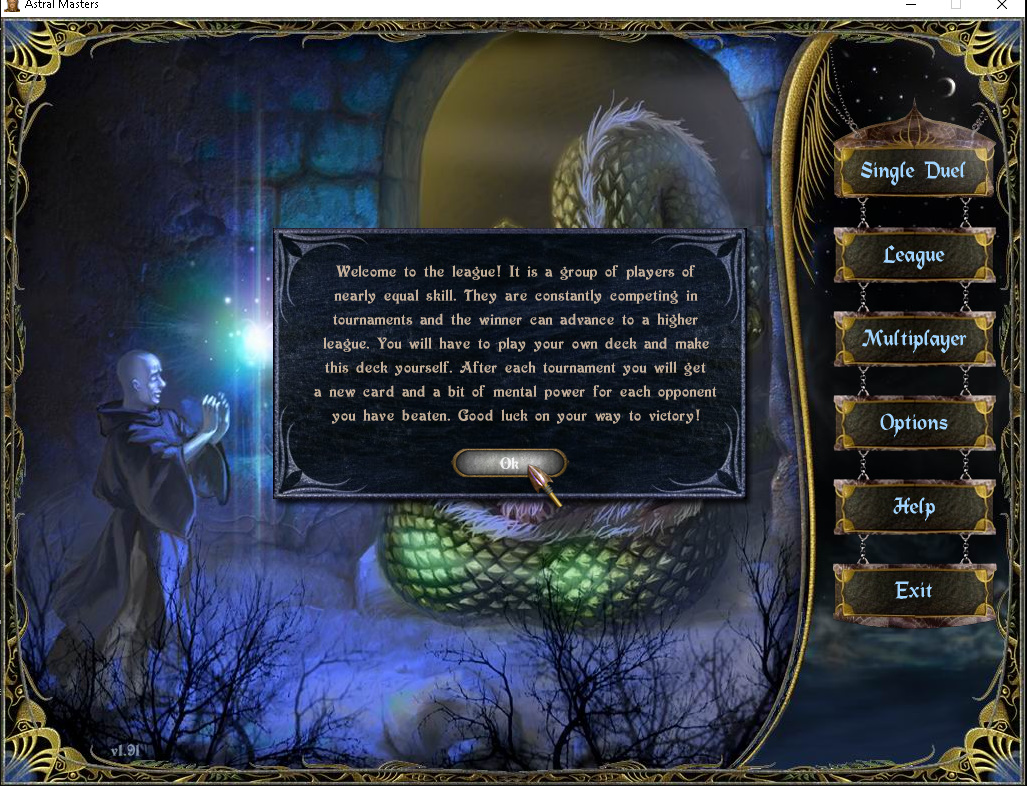 Astral Masters
Single Duel
League
Multiplayer
Options
Help
Exit
Welcome to the league! It is a group of players of
nearly equal skill. They are constantly competing in
tournaments and the winner can advance to a higher
league. You will have to play your own deck and make
this deck yourself. After each tournament you will get
a new card and a bit of mental power for each opponent
you have beaten. Good luck on your way to victory!
Ok
v1.91